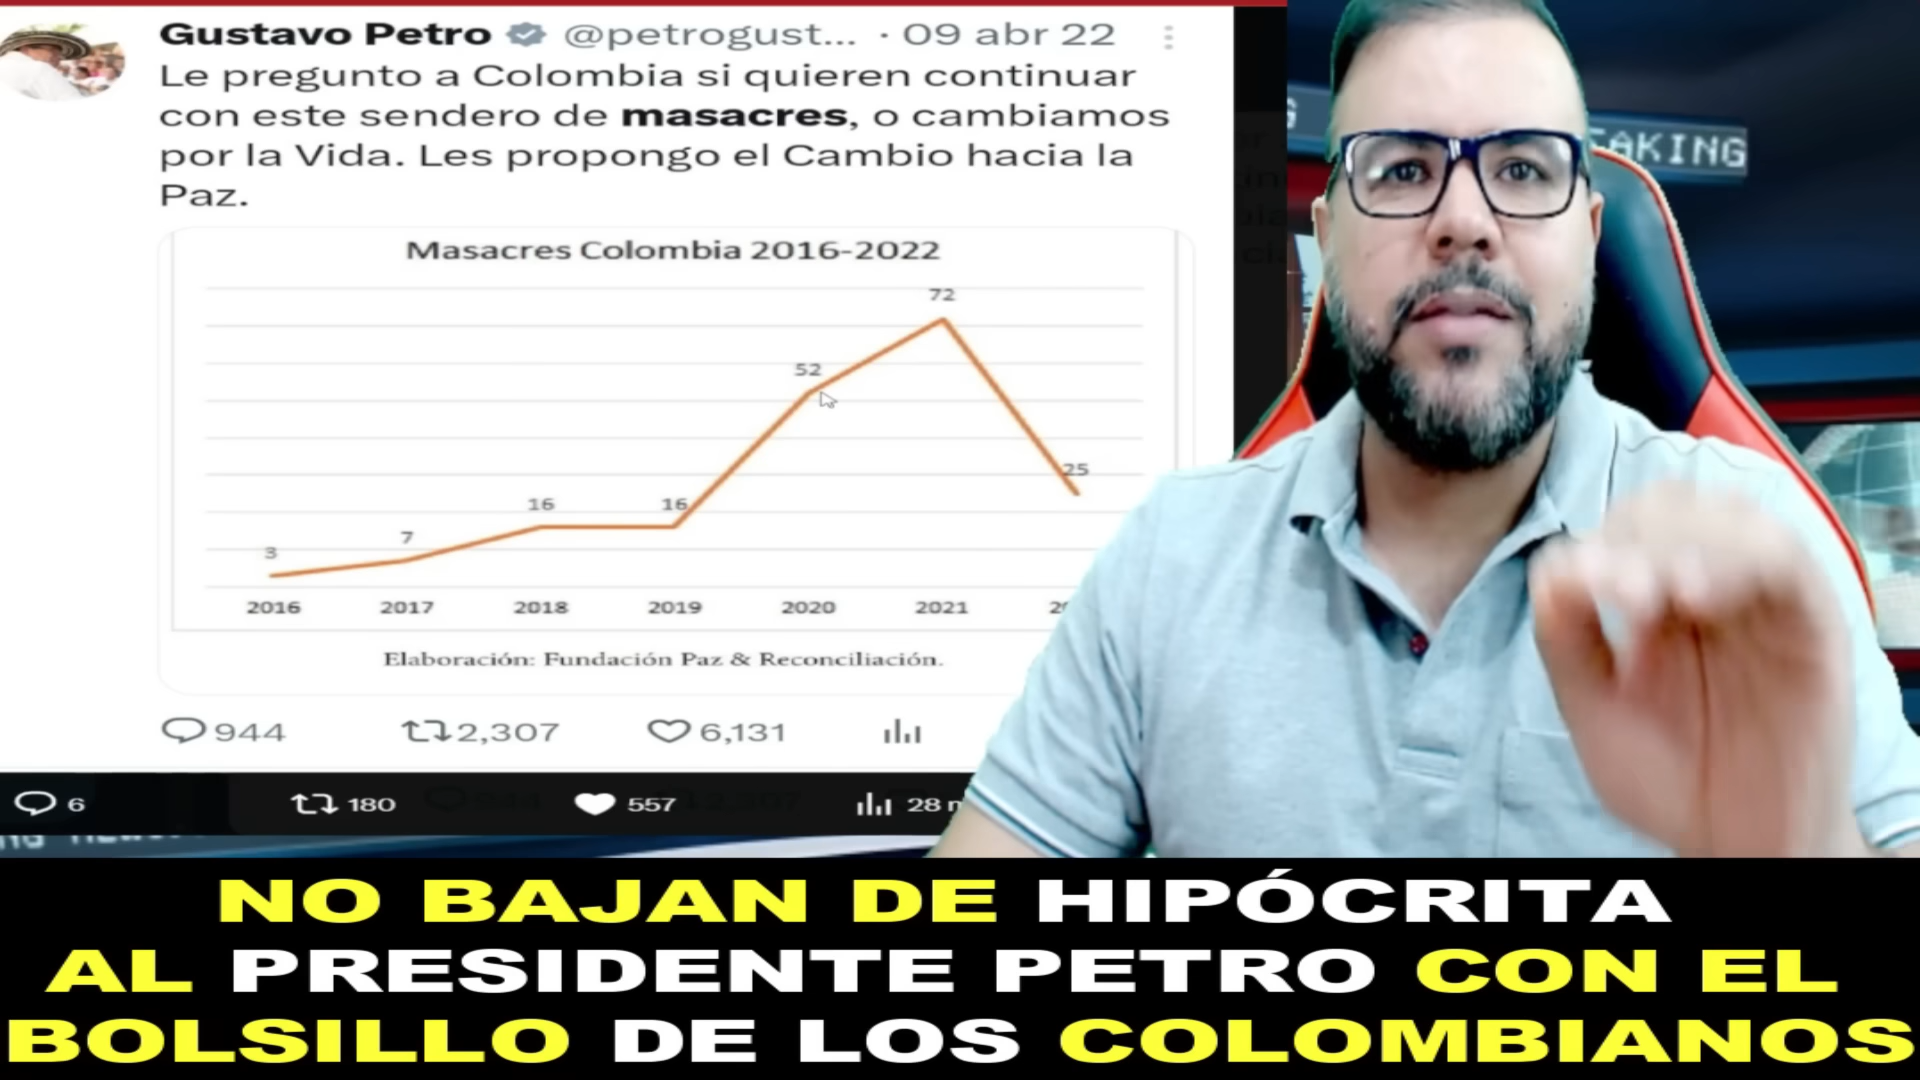 Gustavo Petro @petrogust... · 09 abr 22
Le pregunto a Colombia si quieren continuar
con este sendero de masacres, o cambiamos
por la Vida. Les propongo el Cambio hacia la
Paz.
Masacres Colombia 2016-2022
72
52
25
16
16
7
3
2016 2017 2018 2019 2020 2021
Elaboración: Fundación Paz & Reconciliación.
944 2,307 6,131
6 180 557 28
AKING
NO BAJAN DE HIPÓCRITA
AL PRESIDENTE PETRO CON EL
BOLSILLO DE LOS COLOMBIANOS